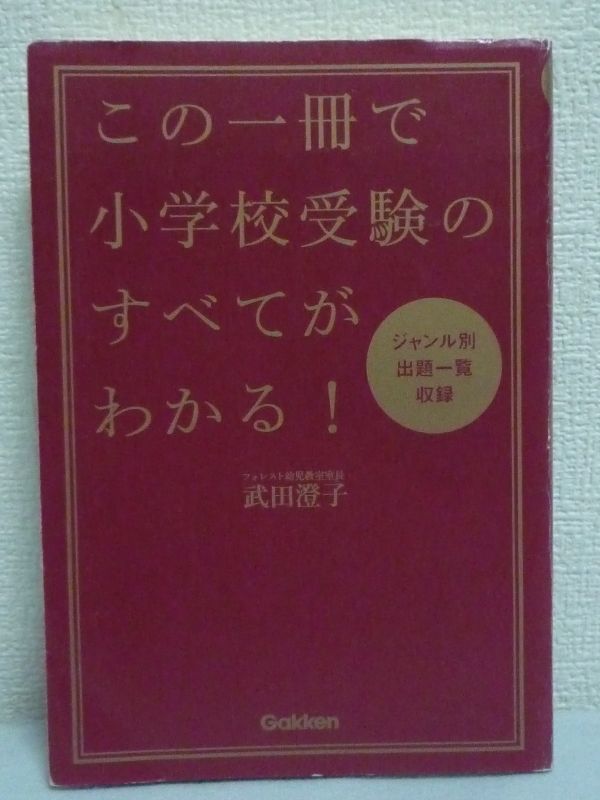 この一冊で
小学校受験の
すべてが
わかる！
ジャンル別
出題一覧
収録
フォレスト幼児教室室長
武田澄子
Gakken